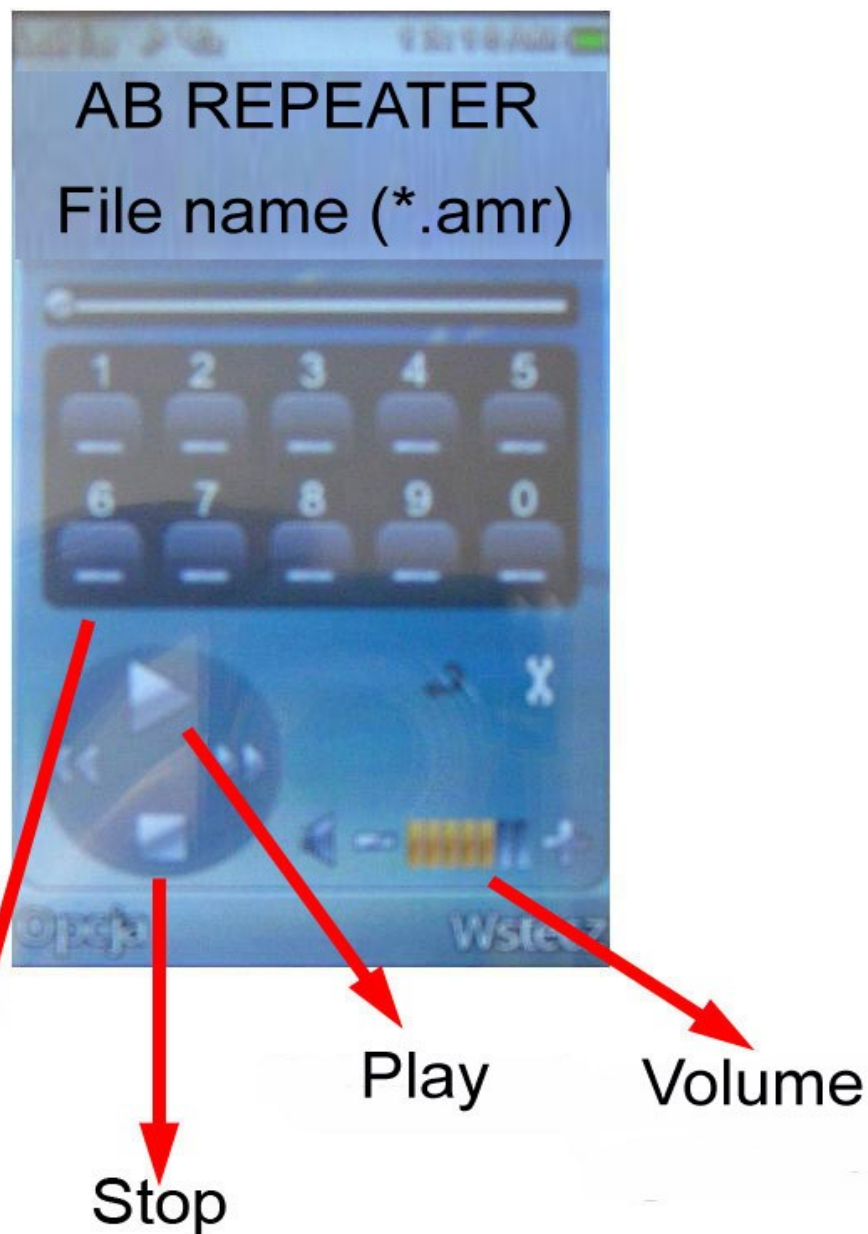 AB REPEATER
File name (*.amr)
1 2 3 4 5
6 7 8 9 0
Opcja Wstecz
Play Volume
Stop